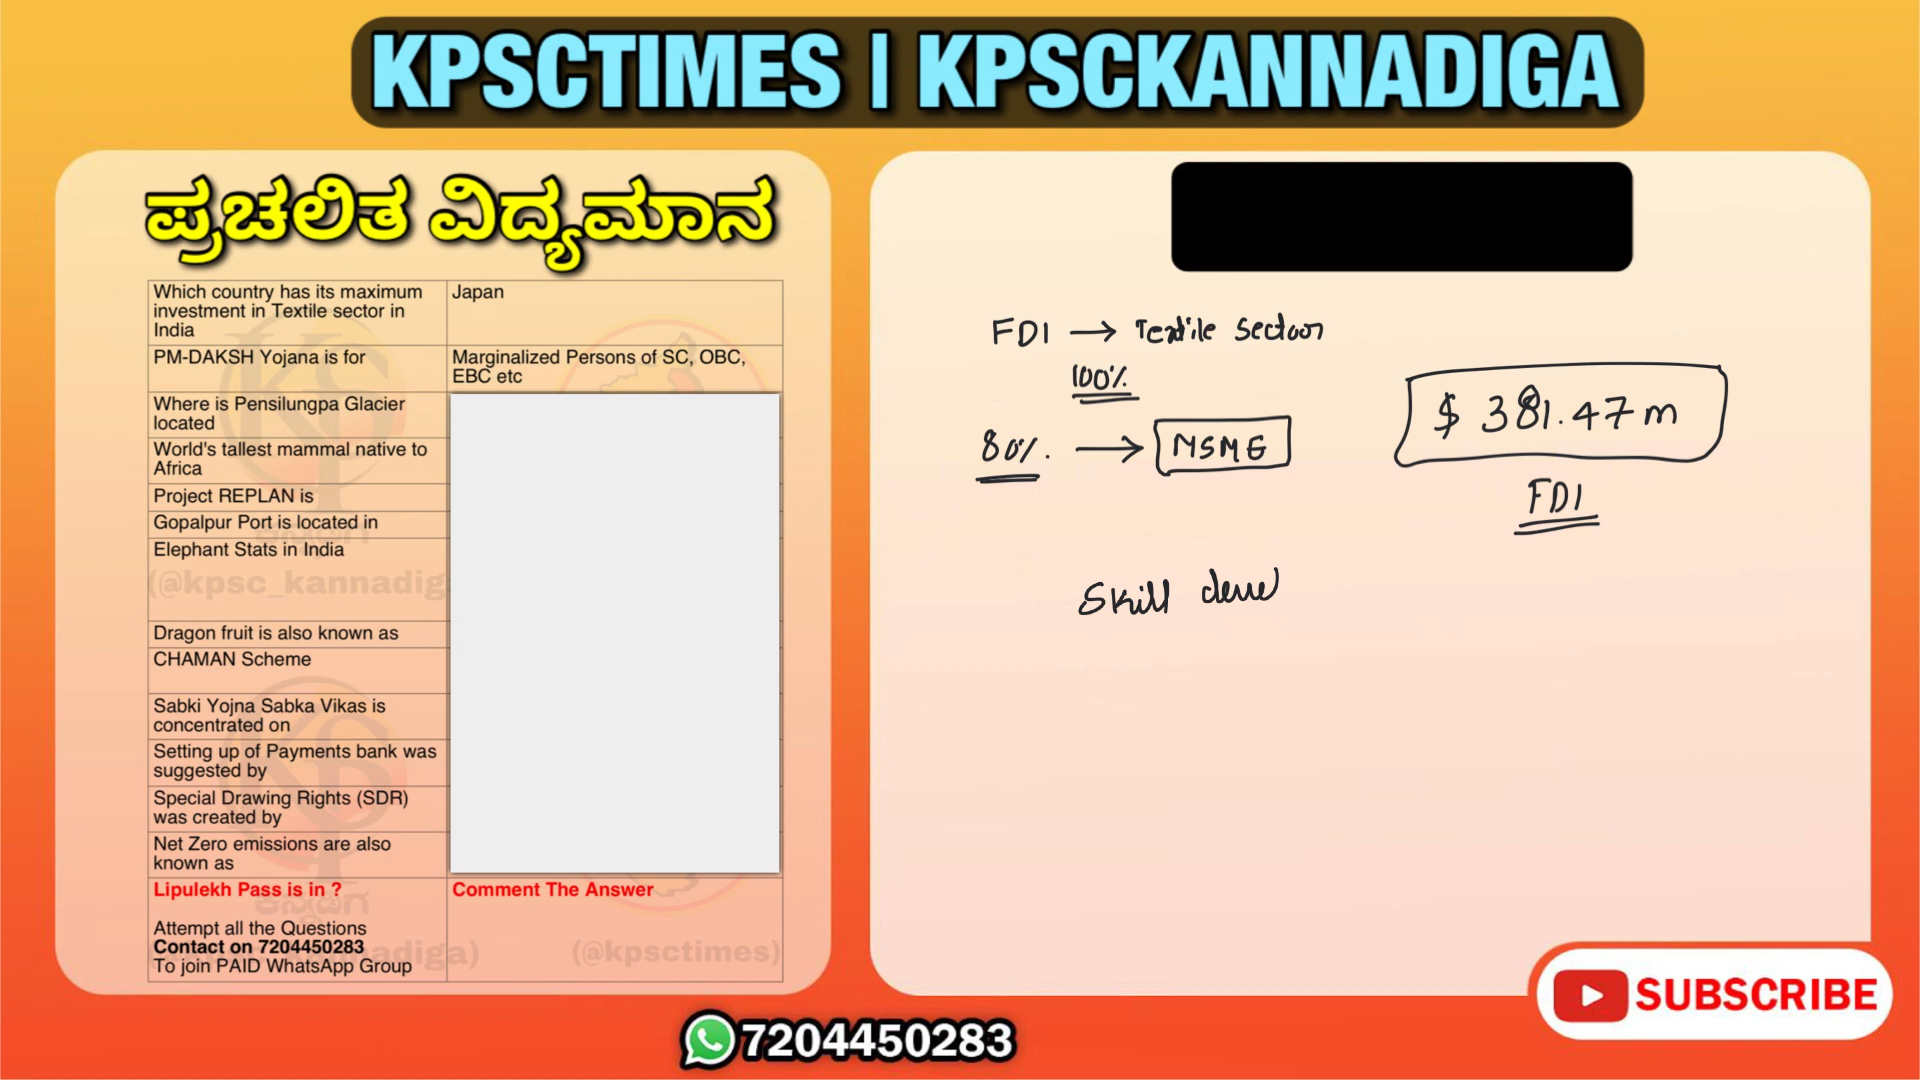 KPSCTIMES | KPSCKANNADIGA
ಪ್ರಚಲಿತ ವಿದ್ಯಮಾನ
Which country has its maximum
investment in Textile sector in
India
Japan
PM-DAKSH Yojana is for
Marginalized Persons of SC, OBC,
EBC etc
Where is Pensilungpa Glacier
located
World's tallest mammal native to
Africa
Project REPLAN is
Gopalpur Port is located in
Elephant Stats in India
(@kpsc_kannadig
Dragon fruit is also known as
CHAMAN Scheme
Sabki Yojna Sabka Vikas is
concentrated on
Setting up of Payments bank was
suggested by
Special Drawing Rights (SDR)
was created by
Net Zero emissions are also
known as
Lipulekh Pass is in ?
Comment The Answer
Attempt all the Questions
Contact on 7204450283
To join PAID WhatsApp Group
(@kpsctimes)
FDI → Textile Sector
100%
80%. → MSME
$ 381.47 m
FDI
Skill deve
SUBSCRIBE
7204450283